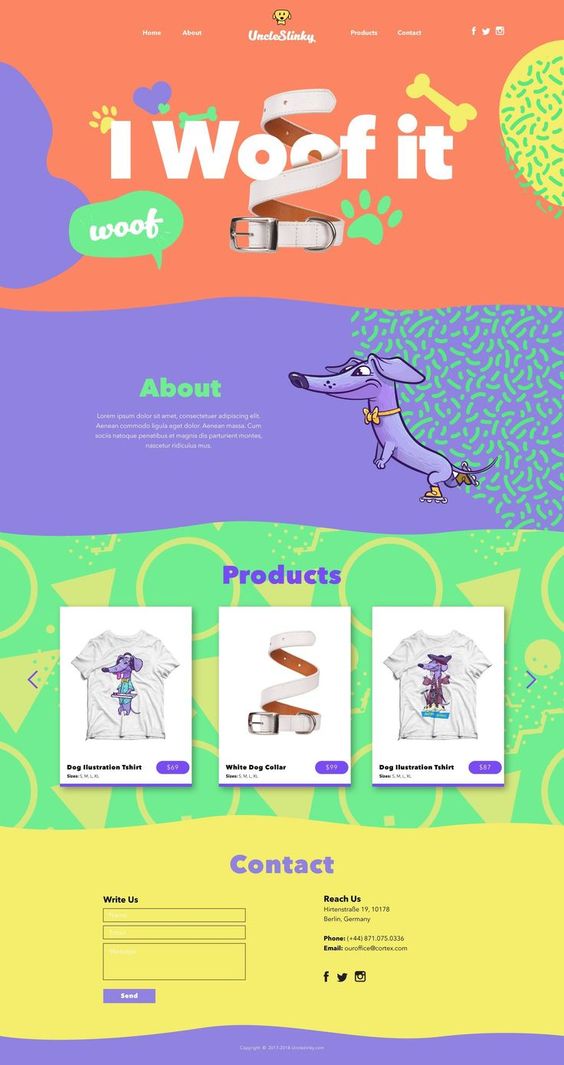 Home
About
UncleSlinky
Products
Contact
I Woof it
woof
About
Lorem ipsum dolor sit amet, consectetuer adipiscing elit.
Aenean commodo ligula eget dolor. Aenean massa. Cum
sociis natoque penatibus et magnis dis parturient montes,
nascetur ridiculus mus.
Products
Dog Ilustration Tshirt
$69
Sizes: S, M, L, XL
White Dog Collar
$99
Sizes: S, M, L, XL
Dog Ilustration Tshirt
$87
Sizes: S, M, L, XL
Contact
Write Us
Name
Email
Message
Send
Reach Us
Hirtenstraße 19, 10178
Berlin, Germany
Phone: (+44) 871.075.0336
Email: ouroffice@cortex.com
Copyright © 2017-2018 Uncleslinky.com